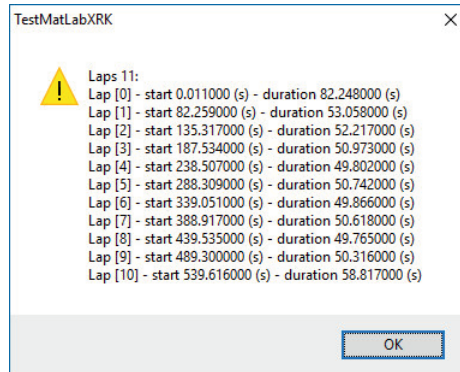 TestMatLabXRK
Laps 11:
Lap [0] - start 0.011000 (s) - duration 82.248000 (s)
Lap [1] - start 82.259000 (s) - duration 53.058000 (s)
Lap [2] - start 135.317000 (s) - duration 52.217000 (s)
Lap [3] - start 187.534000 (s) - duration 50.973000 (s)
Lap [4] - start 238.507000 (s) - duration 49.802000 (s)
Lap [5] - start 288.309000 (s) - duration 50.742000 (s)
Lap [6] - start 339.051000 (s) - duration 49.866000 (s)
Lap [7] - start 388.917000 (s) - duration 50.618000 (s)
Lap [8] - start 439.535000 (s) - duration 49.765000 (s)
Lap [9] - start 489.300000 (s) - duration 50.316000 (s)
Lap [10] - start 539.616000 (s) - duration 58.817000 (s)
OK